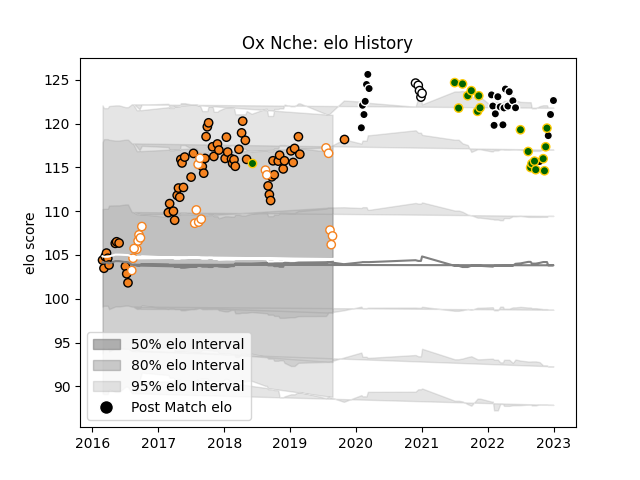 Ox Nche: elo History
elo score
125
120
115
110
105
100
95
90
50% elo Interval
80% elo Interval
95% elo Interval
Post Match elo
2016 2017 2018 2019 2020 2021 2022 2023